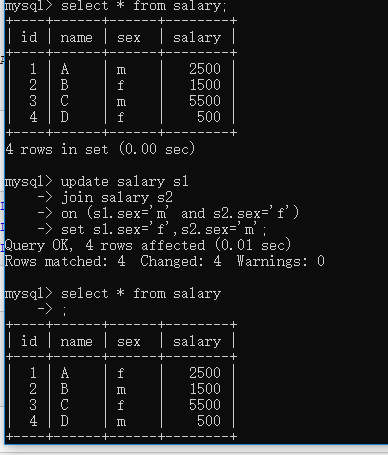 mysql> select * from salary;
+----+------+-----+--------+
| id | name | sex | salary |
+----+------+-----+--------+
| 1 | A | m | 2500 |
| 2 | B | f | 1500 |
| 3 | C | m | 5500 |
| 4 | D | f | 500 |
+----+------+-----+--------+
4 rows in set (0.00 sec)
mysql> update salary s1
-> join salary s2
-> on (s1.sex='m' and s2.sex='f')
-> set s1.sex='f',s2.sex='m';
Query OK, 4 rows affected (0.01 sec)
Rows matched: 4 Changed: 4 Warnings: 0
mysql> select * from salary
-> ;
+----+------+-----+--------+
| id | name | sex | salary |
+----+------+-----+--------+
| 1 | A | f | 2500 |
| 2 | B | m | 1500 |
| 3 | C | f | 5500 |
| 4 | D | m | 500 |
+----+------+-----+--------+